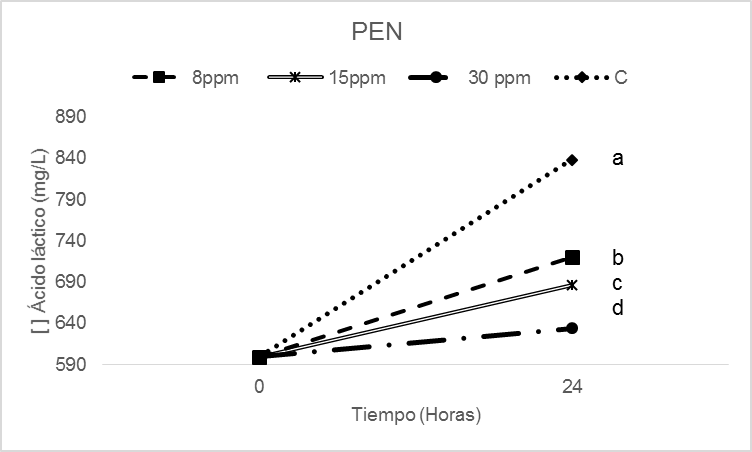 PEN
8ppm 15ppm 30 ppm C
890
840
790
740
690
640
590
[ ] Ácido láctico (mg/L)
a
b
c
d
0 24
Tiempo (Horas)